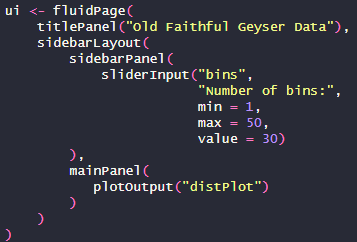 ui <- fluidPage(
    titlePanel("Old Faithful Geyser Data"),
    sidebarLayout(
        sidebarPanel(
            sliderInput("bins",
                        "Number of bins:",
                        min = 1,
                        max = 50,
                        value = 30)
        ),
        mainPanel(
           plotOutput("distPlot")
        )
    )
)